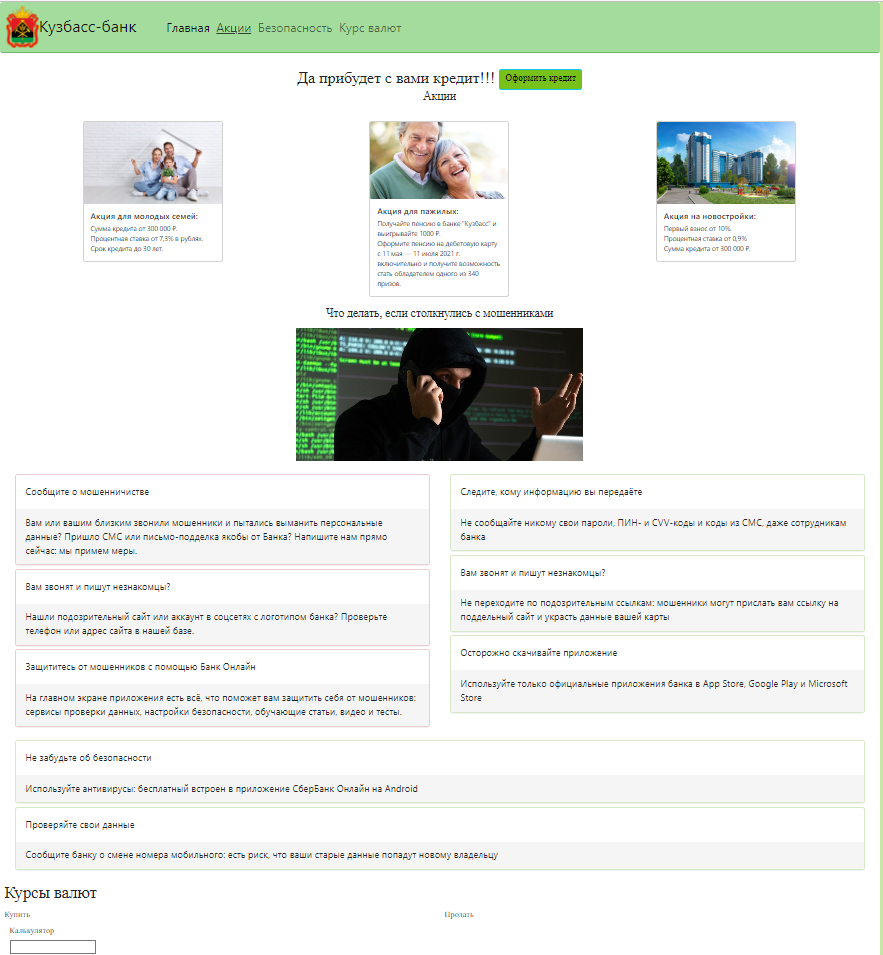 Кузбасс-банк Главная Акции Безопасность Курс валют
Да прибудет с вами кредит!!! Оформить кредит
Акции
Акция для молодых семей:
Сумма кредита от 300 000 ₽.
Процентная ставка от 7,3% в рублях.
Срок кредита до 30 лет.
Акция для пажилых:
Получайте пенсию в банке "Кузбасс" и
выигрывайте 1000 ₽.
Оформите пенсию на дебетовую карту
с 11 мая — 11 июля 2021 г.
включительно и получите возможность
стать обладателем одного из 340
призов.
Акция на новостройки:
Первый взнос от 10%.
Процентная ставка от 0,9%
Сумма кредита от 300 000 ₽.
Что делать, если столкнулись с мошенниками
Сообщите о мошенничистве
Вам или вашим близким звонили мошенники и пытались выманить персональные
данные? Пришло СМС или письмо-подделка якобы от Банка? Напишите нам прямо
сейчас: мы примем меры.
Вам звонят и пишут незнакомцы?
Нашли подозрительный сайт или аккаунт в соцсетях с логотипом банка? Проверьте
телефон или адрес сайта в нашей базе.
Защититесь от мошенников с помощью Банк Онлайн
На главном экране приложения есть всё, что поможет вам защитить себя от мошенников:
сервисы проверки данных, настройки безопасности, обучающие статьи, видео и тесты.
Следите, кому информацию вы передаёте
Не сообщайте никому свои пароли, ПИН- и CVV-коды и коды из СМС, даже сотрудникам
банка
Вам звонят и пишут незнакомцы?
Не переходите по подозрительным ссылкам: мошенники могут прислать вам ссылку на
поддельный сайт и украсть данные вашей карты
Осторожно скачивайте приложение
Используйте только официальные приложения банка в App Store, Google Play и Microsoft
Store
Не забудьте об безопасности
Используйте антивирусы: бесплатный встроен в приложение СберБанк Онлайн на Android
Проверяйте свои данные
Сообщите банку о смене номера мобильного: есть риск, что ваши старые данные попадут новому владельцу
Курсы валют
Купить Продать
Калькулятор